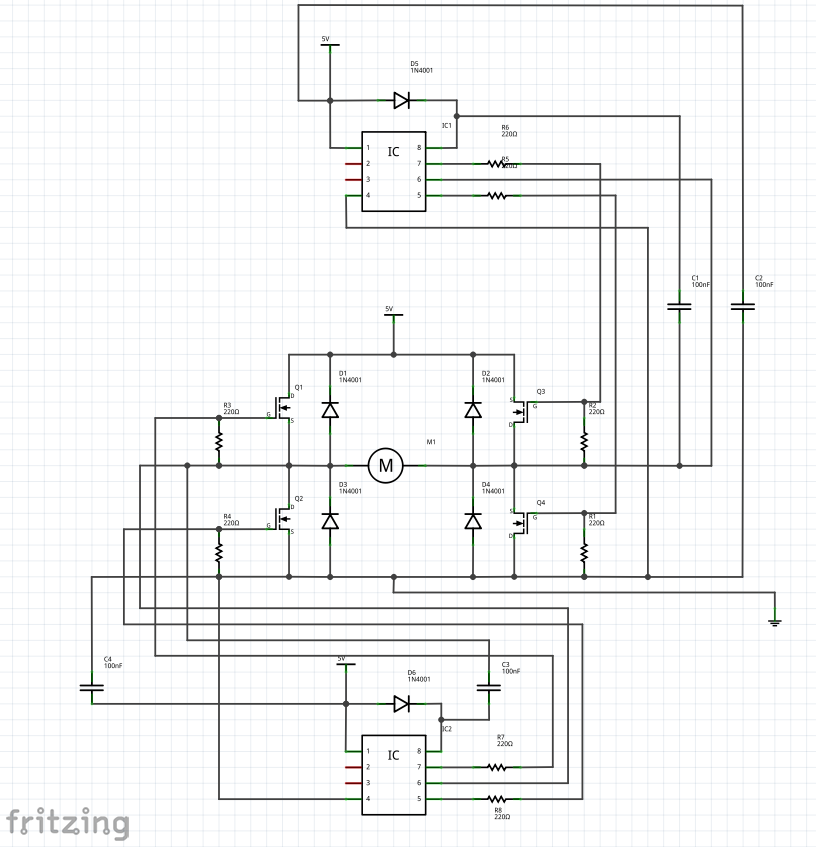 5V
D5
1N4001
IC1
R6
220Ω
IC
1
8
2
7
3
6
4
5
R5
220Ω
C1
100nF
C2
100nF
5V
D1
1N4001
D2
1N4001
Q1
D
G
S
Q3
S
G
D
R3
220Ω
R2
220Ω
M1
M
D3
1N4001
D4
1N4001
Q2
D
G
S
Q4
S
G
D
R4
220Ω
R1
220Ω
C4
100nF
5V
D6
1N4001
C3
100nF
IC2
IC
1
8
2
7
3
6
4
5
R7
220Ω
R8
220Ω
fritzing